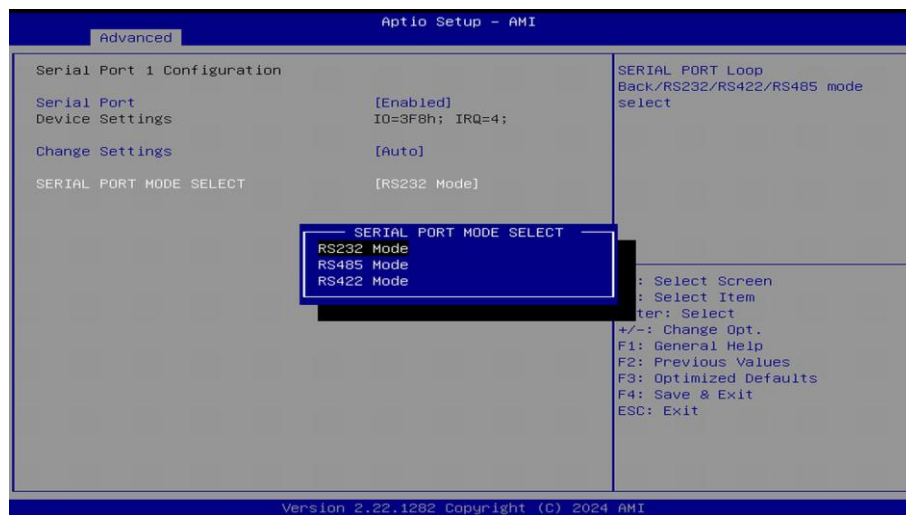 Aptio Setup – AMI
Advanced
Serial Port 1 Configuration
Serial Port [Enabled]
Device Settings IO=3F8h; IRQ=4;
Change Settings [Auto]
SERIAL PORT MODE SELECT [RS232 Mode]
SERIAL PORT MODE SELECT
RS232 Mode
RS485 Mode
RS422 Mode
SERIAL PORT Loop
Back/RS232/RS422/RS485 mode
select
: Select Screen
: Select Item
ter: Select
+/-: Change Opt.
F1: General Help
F2: Previous Values
F3: Optimized Defaults
F4: Save & Exit
ESC: Exit
Version 2.22.1282 Copyright (C) 2024 AMI